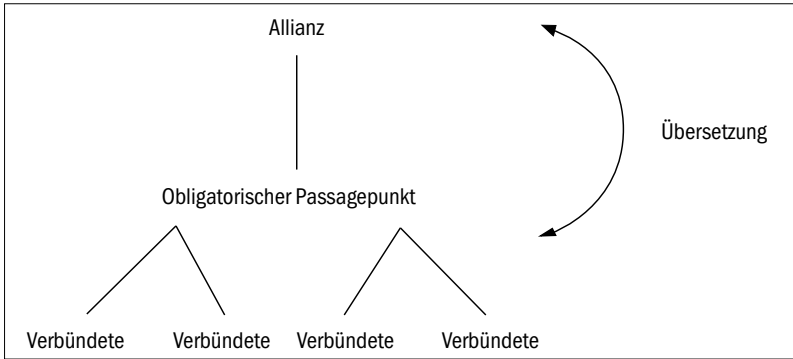 Allianz
Übersetzung
Obligatorischer Passagepunkt
Verbündete Verbündete Verbündete Verbündete